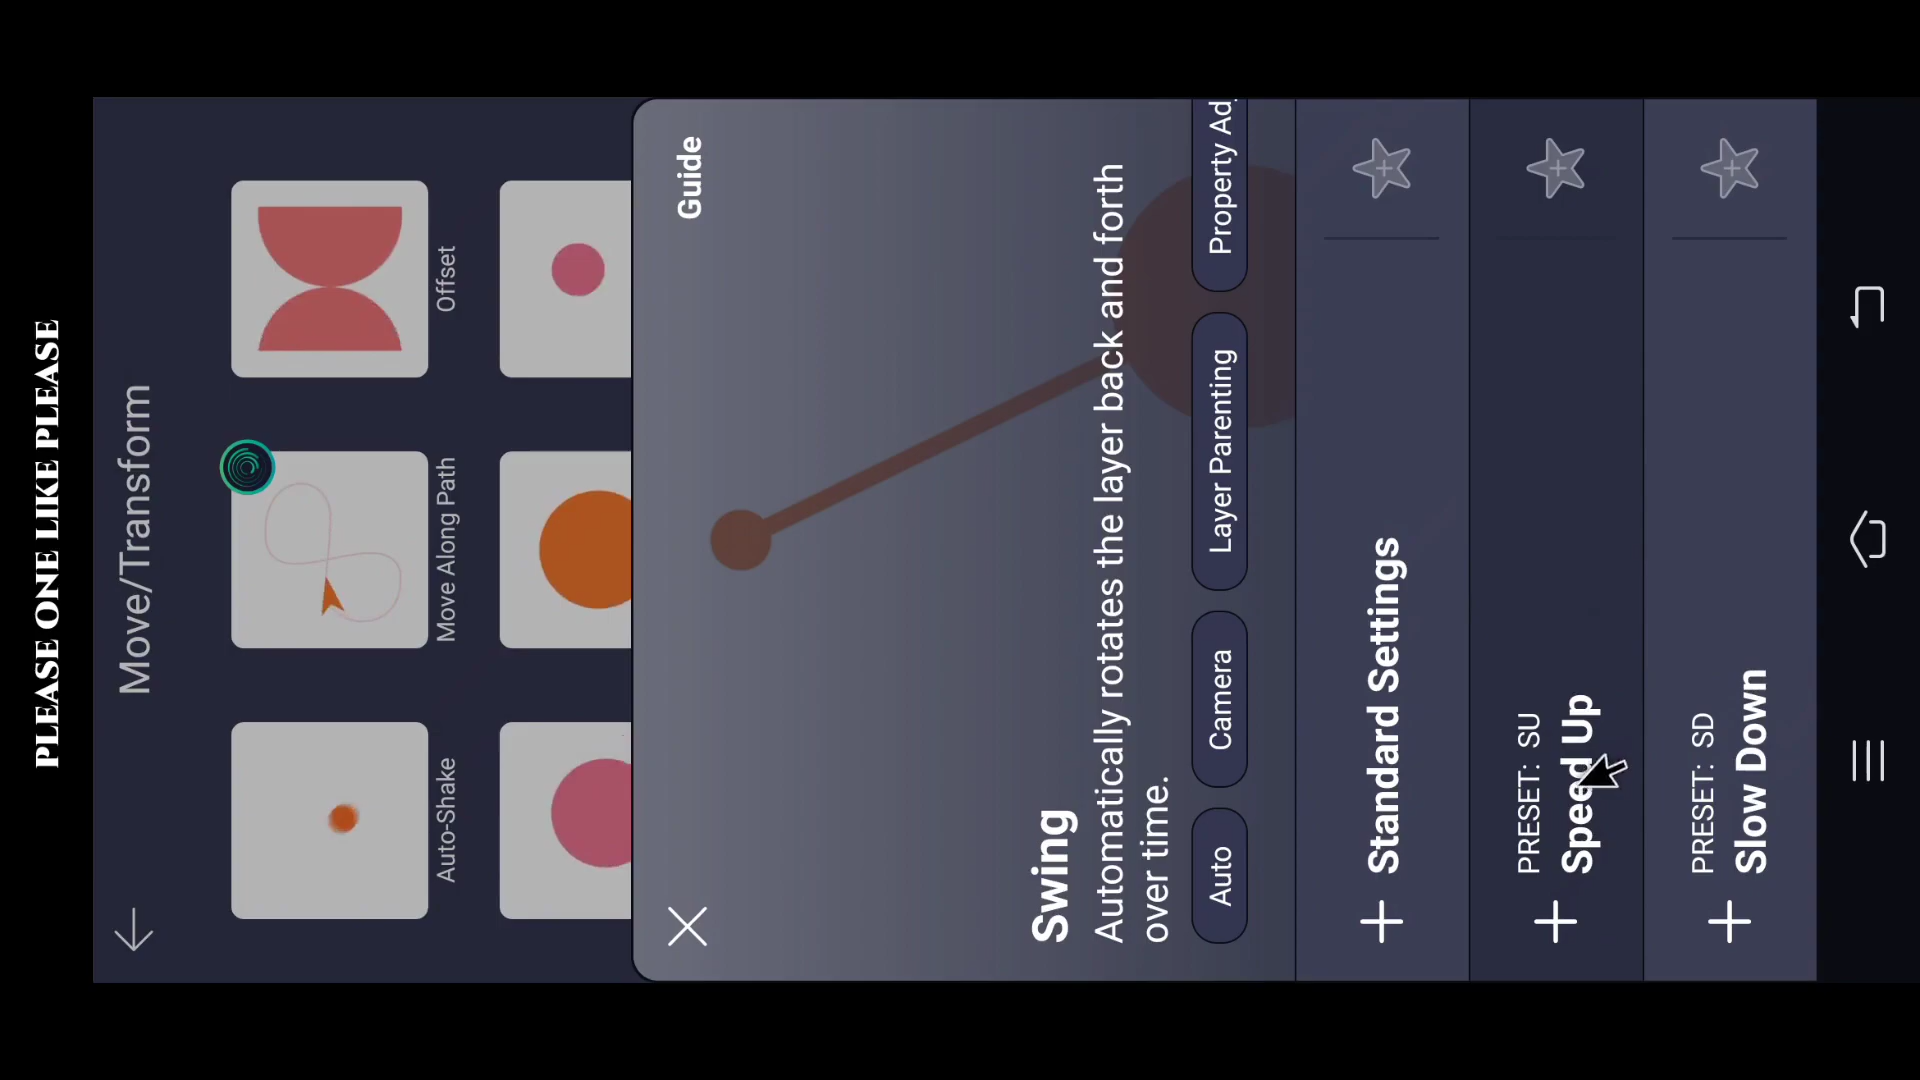 PLEASE ONE LIKE PLEASE
Move/Transform
Auto-Shake
Move Along Path
Offset
Guide
Swing
Automatically rotates the layer back and forth
over time.
Auto
Camera
Layer Parenting
Property Ad
Standard Settings
PRESET: SU
Speed Up
PRESET: SD
Slow Down